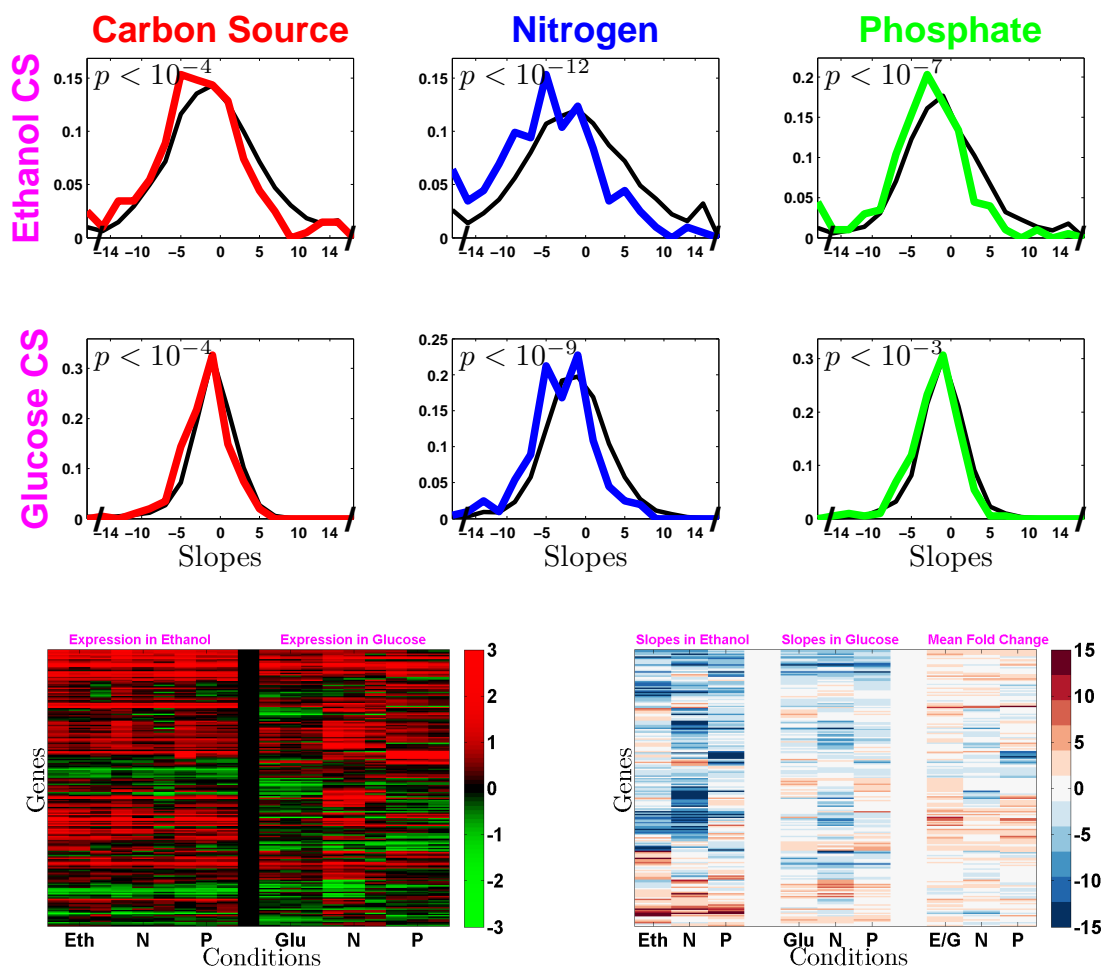 Carbon Source Nitrogen Phosphate
Ethanol CS
p < 10^{-4}
0.15
0.1
0.05
0
−14 −10 −5 0 5 10 14
p < 10^{-12}
0.15
0.1
0.05
0
−14 −10 −5 0 5 10 14
p < 10^{-7}
0.2
0.15
0.1
0.05
0
−14 −10 −5 0 5 10 14
Glucose CS
p < 10^{-4}
0.3
0.2
0.1
0
−14 −10 −5 0 5 10 14
Slopes
p < 10^{-9}
0.25
0.2
0.15
0.1
0.05
0
−14 −10 −5 0 5 10 14
Slopes
p < 10^{-3}
0.3
0.2
0.1
0
−14 −10 −5 0 5 10 14
Slopes
Expression in Ethanol Expression in Glucose
Genes
3
2
1
0
-1
-2
-3
Eth N P Glu N P
Conditions
Slopes in Ethanol Slopes in Glucose Mean Fold Change
Genes
15
10
5
0
-5
-10
-15
Eth N P Glu N P E/G N P
Conditions